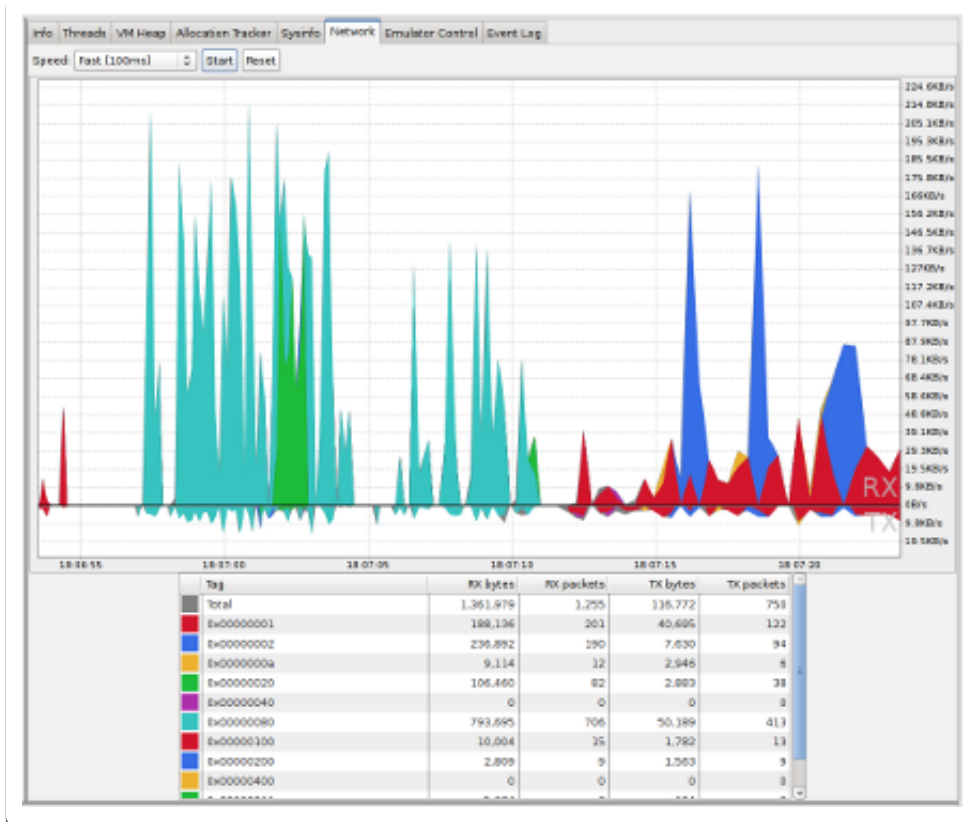 Info Threads VM Heap Allocation Tracker Sysinfo Network Emulator Control Event Log
Speed: Fast [100ms] Start Reset
224.6KB/s
214.8KB/s
205.1KB/s
195.3KB/s
185.5KB/s
175.8KB/s
166KB/s
156.2KB/s
146.5KB/s
136.7KB/s
127KB/s
117.2KB/s
107.4KB/s
97.7KB/s
87.9KB/s
78.1KB/s
68.4KB/s
58.6KB/s
48.8KB/s
39.1KB/s
29.3KB/s
19.5KB/s
9.8KB/s
RX
0B/s
TX
9.8KB/s
19.5KB/s
18:06:55 18:07:00 18:07:05 18:07:10 18:07:15 18:07:20
Tag RX bytes RX packets TX bytes TX packets
Total 1,361,979 1,255 116,772 750
0x00000001 188,136 201 40,695 122
0x00000002 236,892 190 7,630 94
0x0000000a 9,114 12 2,946 6
0x00000020 106,460 82 2,883 38
0x00000040 0 0 0 0
0x00000080 793,695 706 50,189 413
0x00000100 10,004 35 1,782 13
0x00000200 2,809 9 1,563 9
0x00000400 0 0 0 0